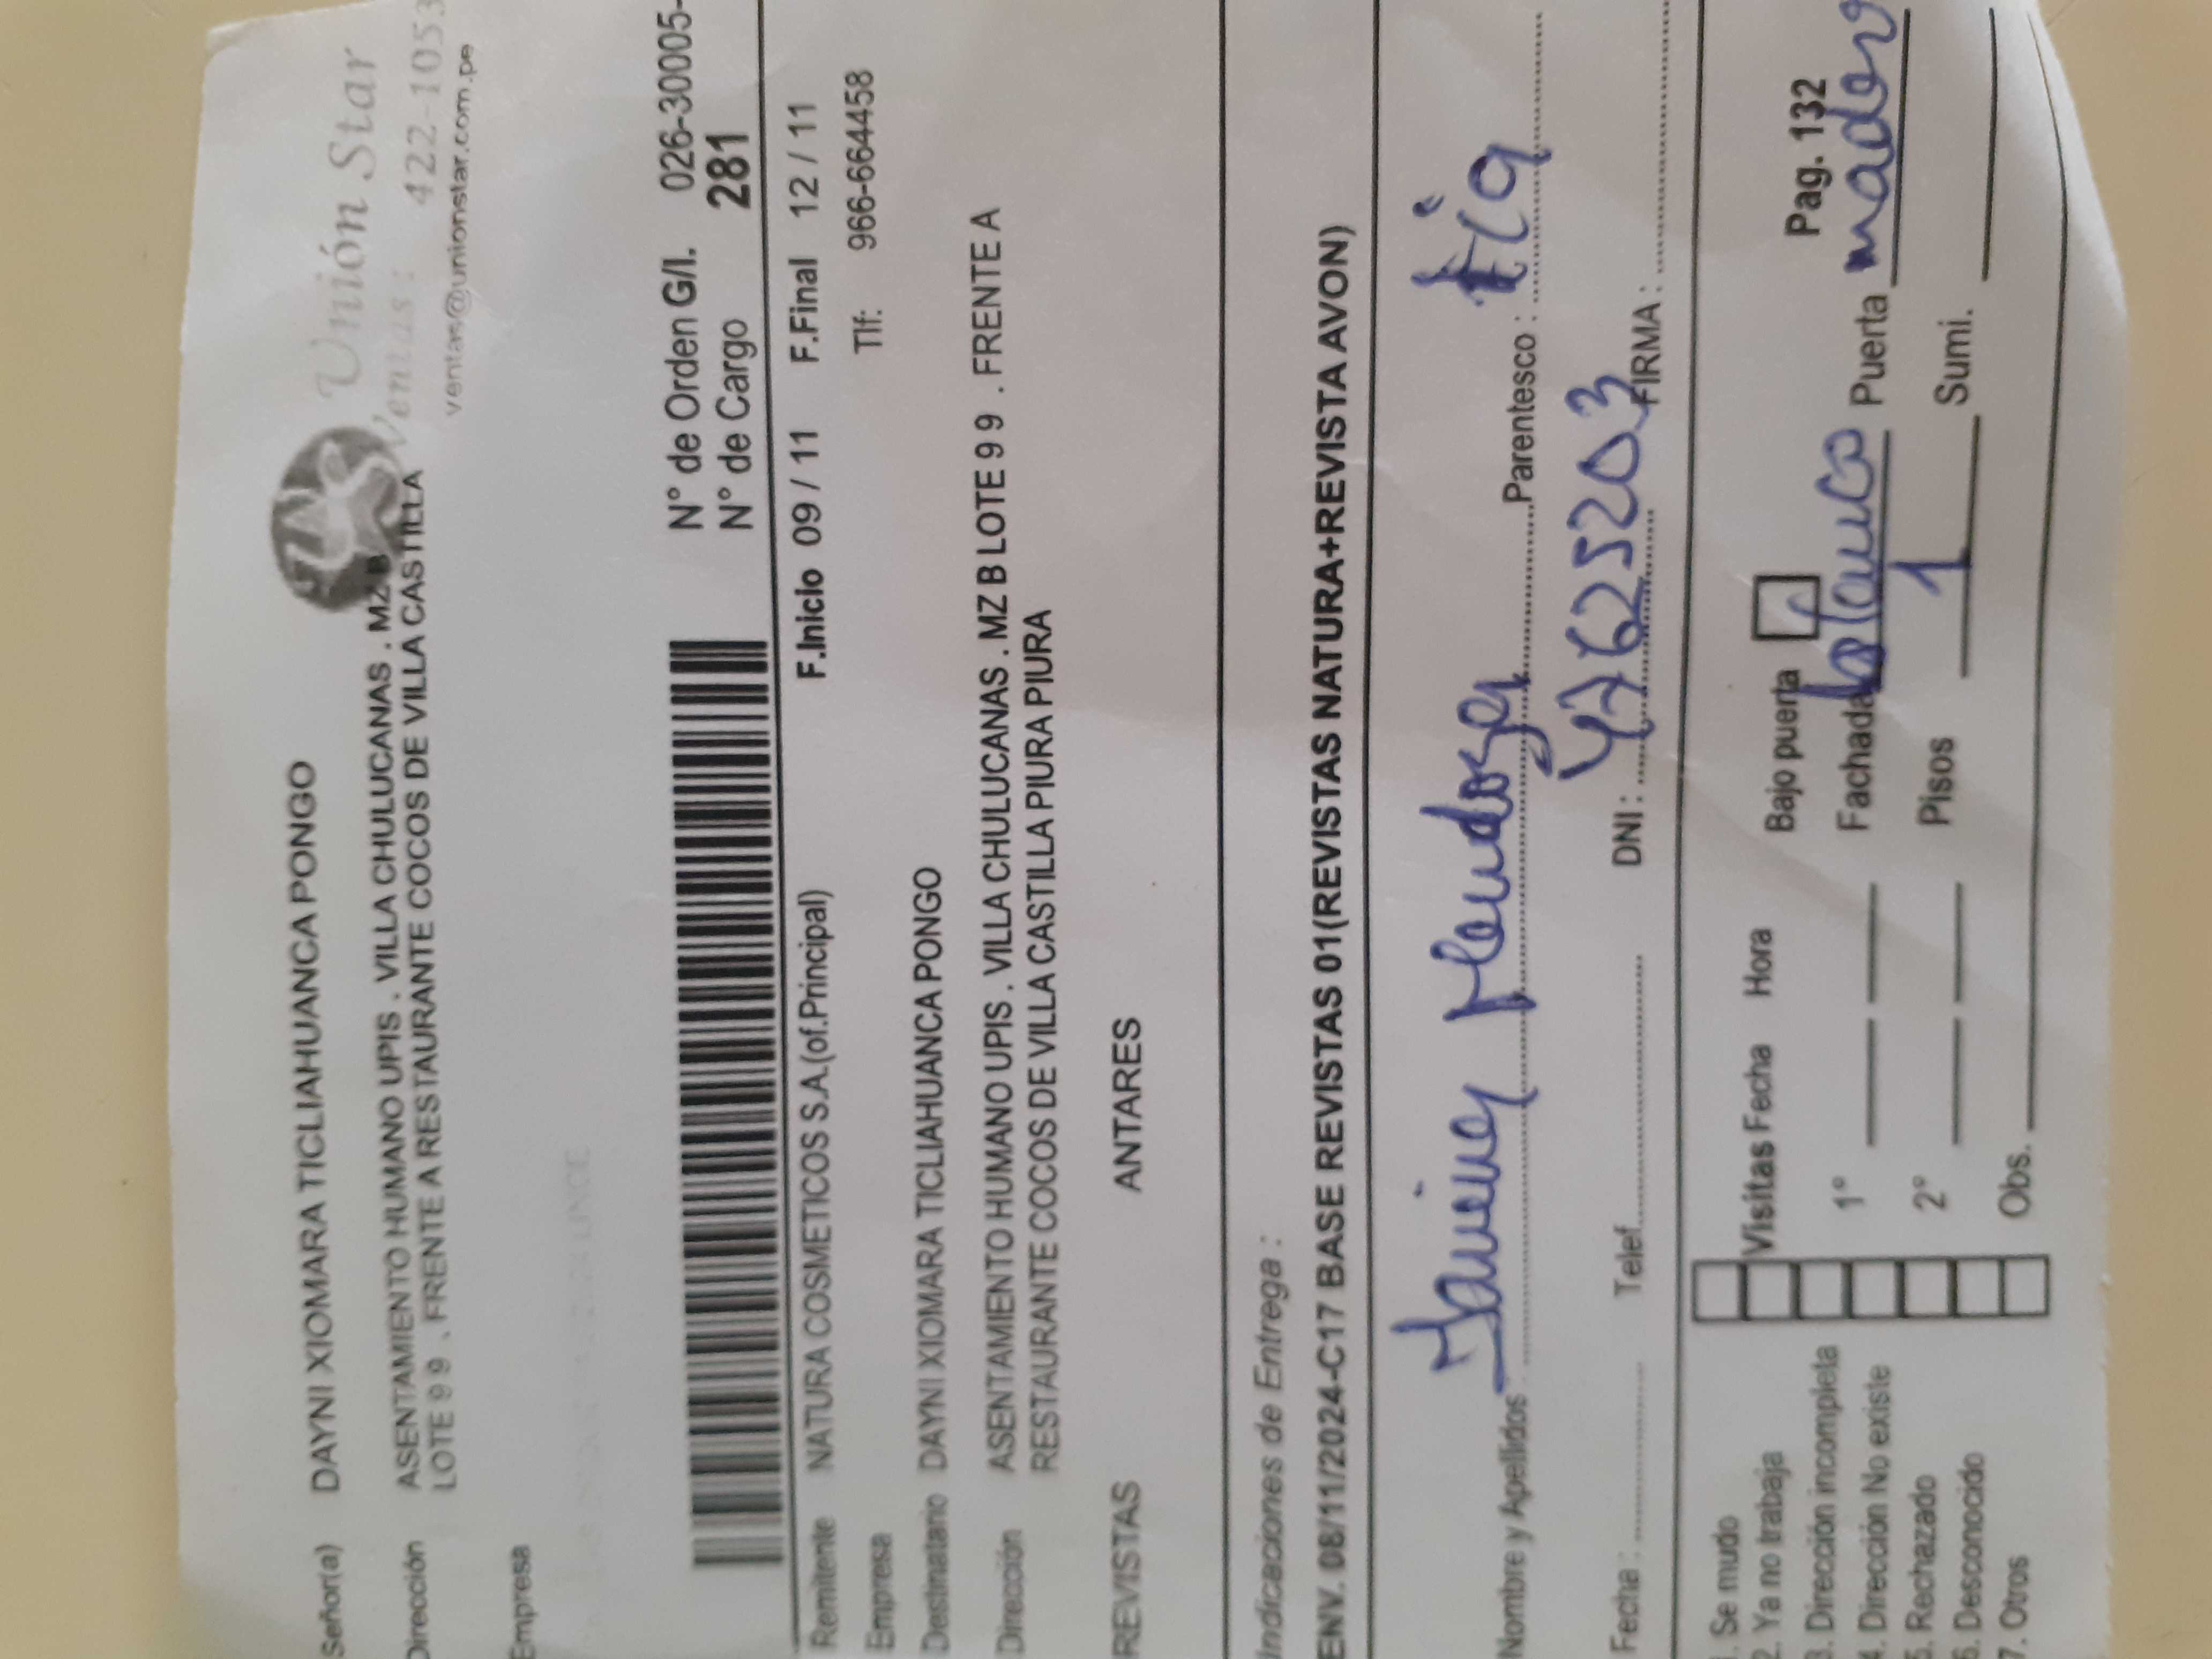 Unión Star
Ventas : 422-1053
ventas@unionstar.com.pe
Señor(a) DAYNI XIOMARA TICLIAHUANCA PONGO
Dirección ASENTAMIENTO HUMANO UPIS . VILLA CHULUCANAS . MZ B
LOTE 9 9 . FRENTE A RESTAURANTE COCOS DE VILLA CASTILLA
Empresa
N° de Orden G/I. 026-30005-
N° de Cargo 281
Remitente NATURA COSMETICOS S.A.(of.Principal) F.Inicio 09 / 11 F.Final 12 / 11
Empresa Tlf: 966-664458
Destinatario DAYNI XIOMARA TICLIAHUANCA PONGO
Dirección ASENTAMIENTO HUMANO UPIS . VILLA CHULUCANAS . MZ B LOTE 9 9 . FRENTE A
RESTAURANTE COCOS DE VILLA CASTILLA PIURA PIURA
REVISTAS ANTARES
Indicaciones de Entrega :
ENV. 08/11/2024-C17 BASE REVISTAS 01(REVISTAS NATURA+REVISTA AVON)
Nombre y Apellidos Mendoza Parentesco : tia
Fecha : Telef. DNI : 47625203 FIRMA :
1. Se mudo
2. Ya no trabaja
3. Dirección incompleta
4. Dirección No existe
5. Rechazado
6. Desconocido
7. Otros
Visitas Fecha Hora
1°
2°
Obs.
Bajo puerta Pag. 132
Fachada blanca Puerta madera
Pisos 1 Sumi.